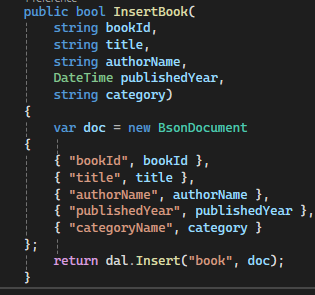 public bool InsertBook(
string bookId,
string title,
string authorName,
DateTime publishedYear,
string category)
{
var doc = new BsonDocument
{
{ "bookId", bookId },
{ "title", title },
{ "authorName", authorName },
{ "publishedYear", publishedYear },
{ "categoryName", category }
};
return dal.Insert("book", doc);
}